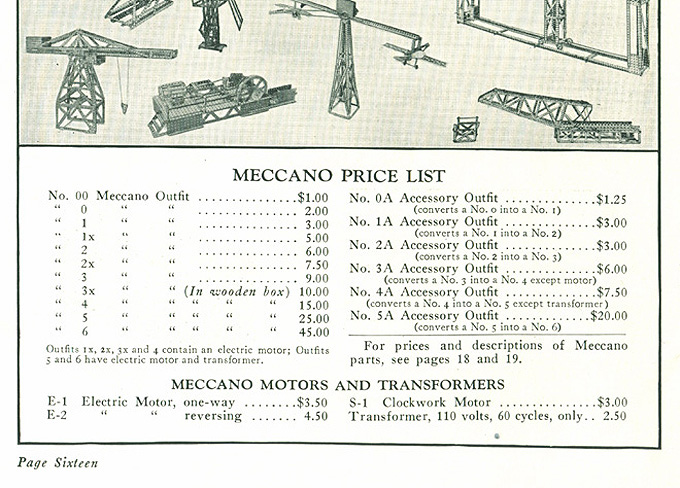 MECCANO PRICE LIST
No. 00 Meccano Outfit ............... $1.00
“ 0 “ “ ............... 2.00
“ 1 “ “ ............... 3.00
“ 1x “ “ ............... 5.00
“ 2 “ “ ............... 6.00
“ 2x “ “ ............... 7.50
“ 3 “ “ ............... 9.00
“ 3x “ “ (In wooden box) 10.00
“ 4 “ “ “ “ “ 15.00
“ 5 “ “ “ “ “ 25.00
“ 6 “ “ “ “ “ 45.00
Outfits 1x, 2x, 3x and 4 contain an electric motor; Outfits
5 and 6 have electric motor and transformer.
No. 0A Accessory Outfit ............. $1.25
(converts a No. 0 into a No. 1)
No. 1A Accessory Outfit ............. $3.00
(converts a No. 1 into a No. 2)
No. 2A Accessory Outfit ............. $3.00
(converts a No. 2 into a No. 3)
No. 3A Accessory Outfit ............. $6.00
(converts a No. 3 into a No. 4 except motor)
No. 4A Accessory Outfit ............. $7.50
(converts a No. 4 into a No. 5 except transformer)
No. 5A Accessory Outfit ............. $20.00
(converts a No. 5 into a No. 6)
For prices and descriptions of Meccano
parts, see pages 18 and 19.
MECCANO MOTORS AND TRANSFORMERS
E-1 Electric Motor, one-way ........ $3.50
E-2 “ “ reversing ....... 4.50
S-1 Clockwork Motor ............... $3.00
Transformer, 110 volts, 60 cycles, only.. 2.50
Page Sixteen